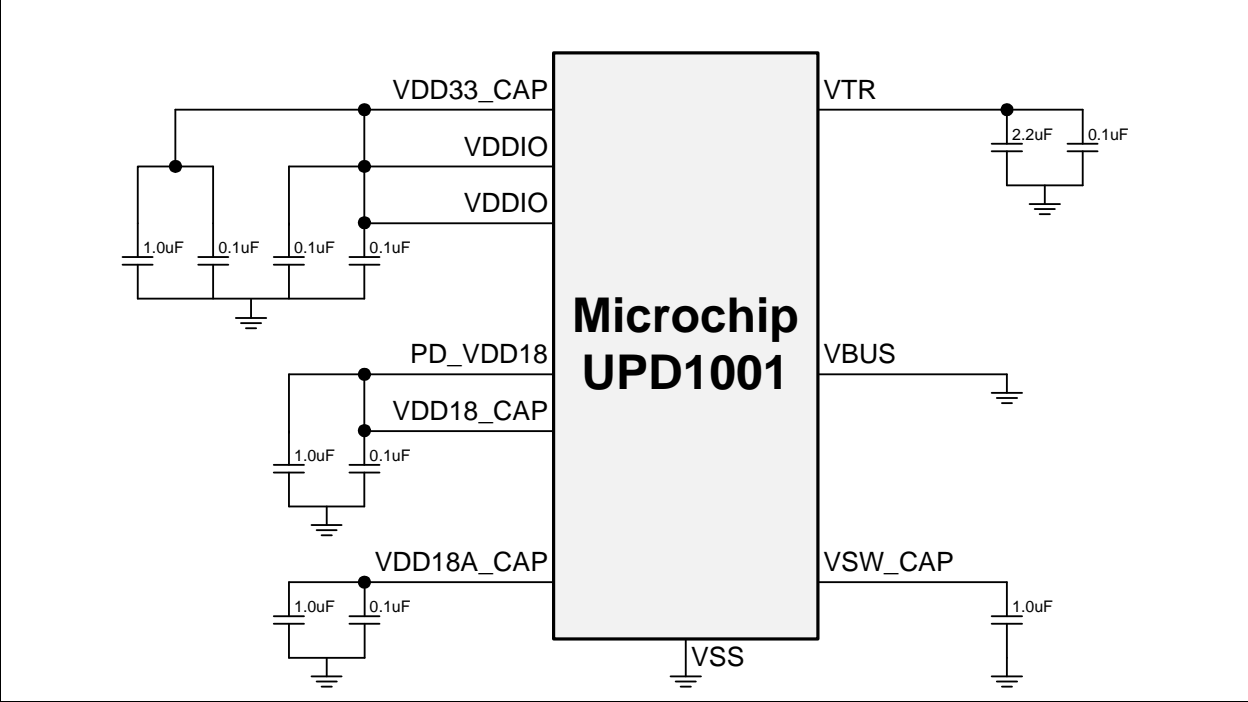 VDD33_CAP
VTR
2.2uF
0.1uF
VDDIO
VDDIO
1.0uF
0.1uF
0.1uF
0.1uF
Microchip
UPD1001
PD_VDD18
VBUS
VDD18_CAP
1.0uF
0.1uF
VDD18A_CAP
VSW_CAP
1.0uF
0.1uF
1.0uF
VSS